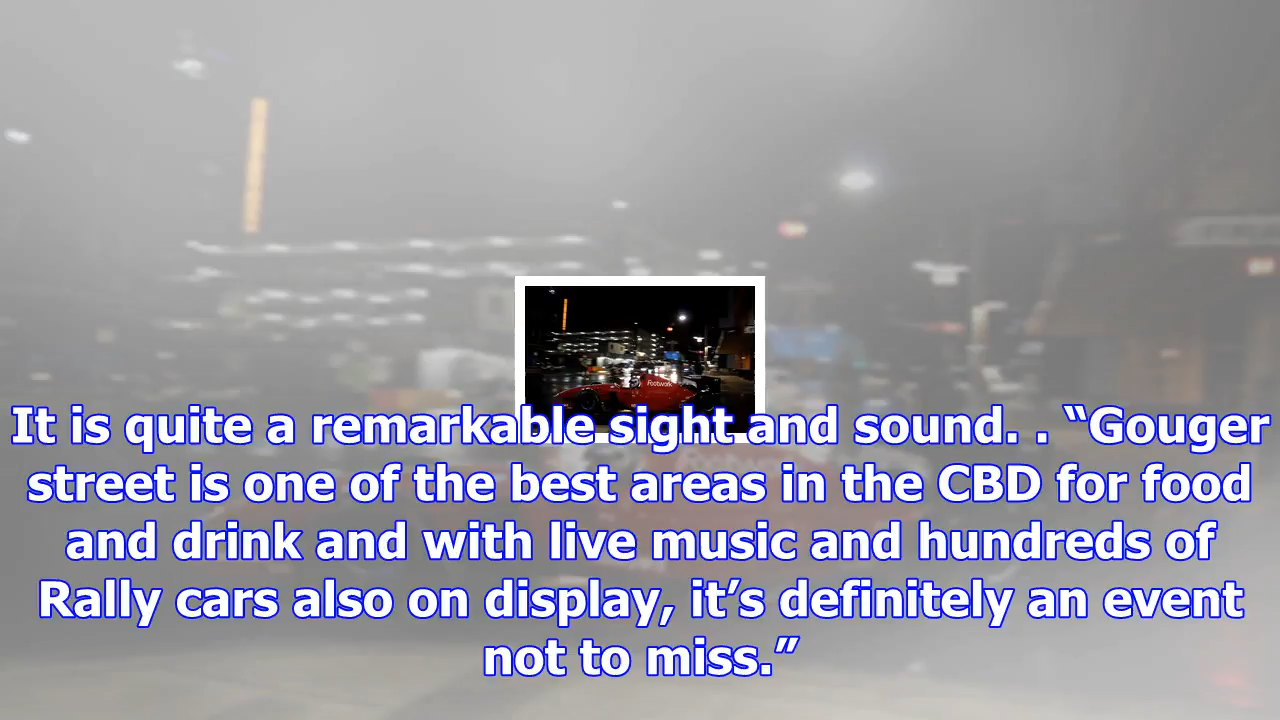 Footwork
It is quite a remarkable sight and sound. . “Gouger
street is one of the best areas in the CBD for food
and drink and with live music and hundreds of
Rally cars also on display, it’s definitely an event
not to miss.”